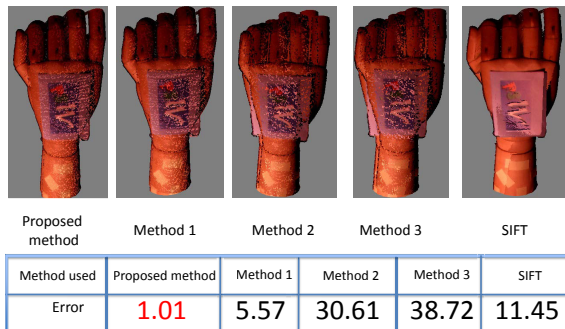 Proposed method
Method 1
Method 2
Method 3
SIFT
Method used Proposed method Method 1 Method 2 Method 3 SIFT
Error 1.01 5.57 30.61 38.72 11.45